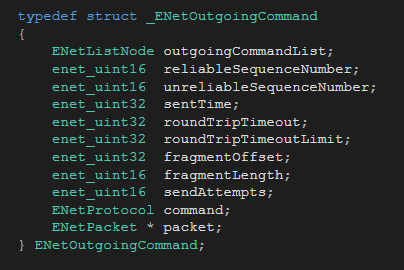 typedef struct _ENetOutgoingCommand
{
    ENetListNode outgoingCommandList;
    enet_uint16  reliableSequenceNumber;
    enet_uint16  unreliableSequenceNumber;
    enet_uint32  sentTime;
    enet_uint32  roundTripTimeout;
    enet_uint32  roundTripTimeoutLimit;
    enet_uint32  fragmentOffset;
    enet_uint16  fragmentLength;
    enet_uint16  sendAttempts;
    ENetProtocol command;
    ENetPacket * packet;
} ENetOutgoingCommand;